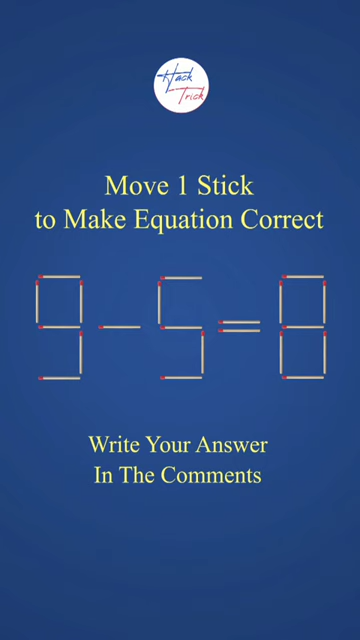 Hack
Trick
Move 1 Stick
to Make Equation Correct
9-5=8
Write Your Answer
In The Comments